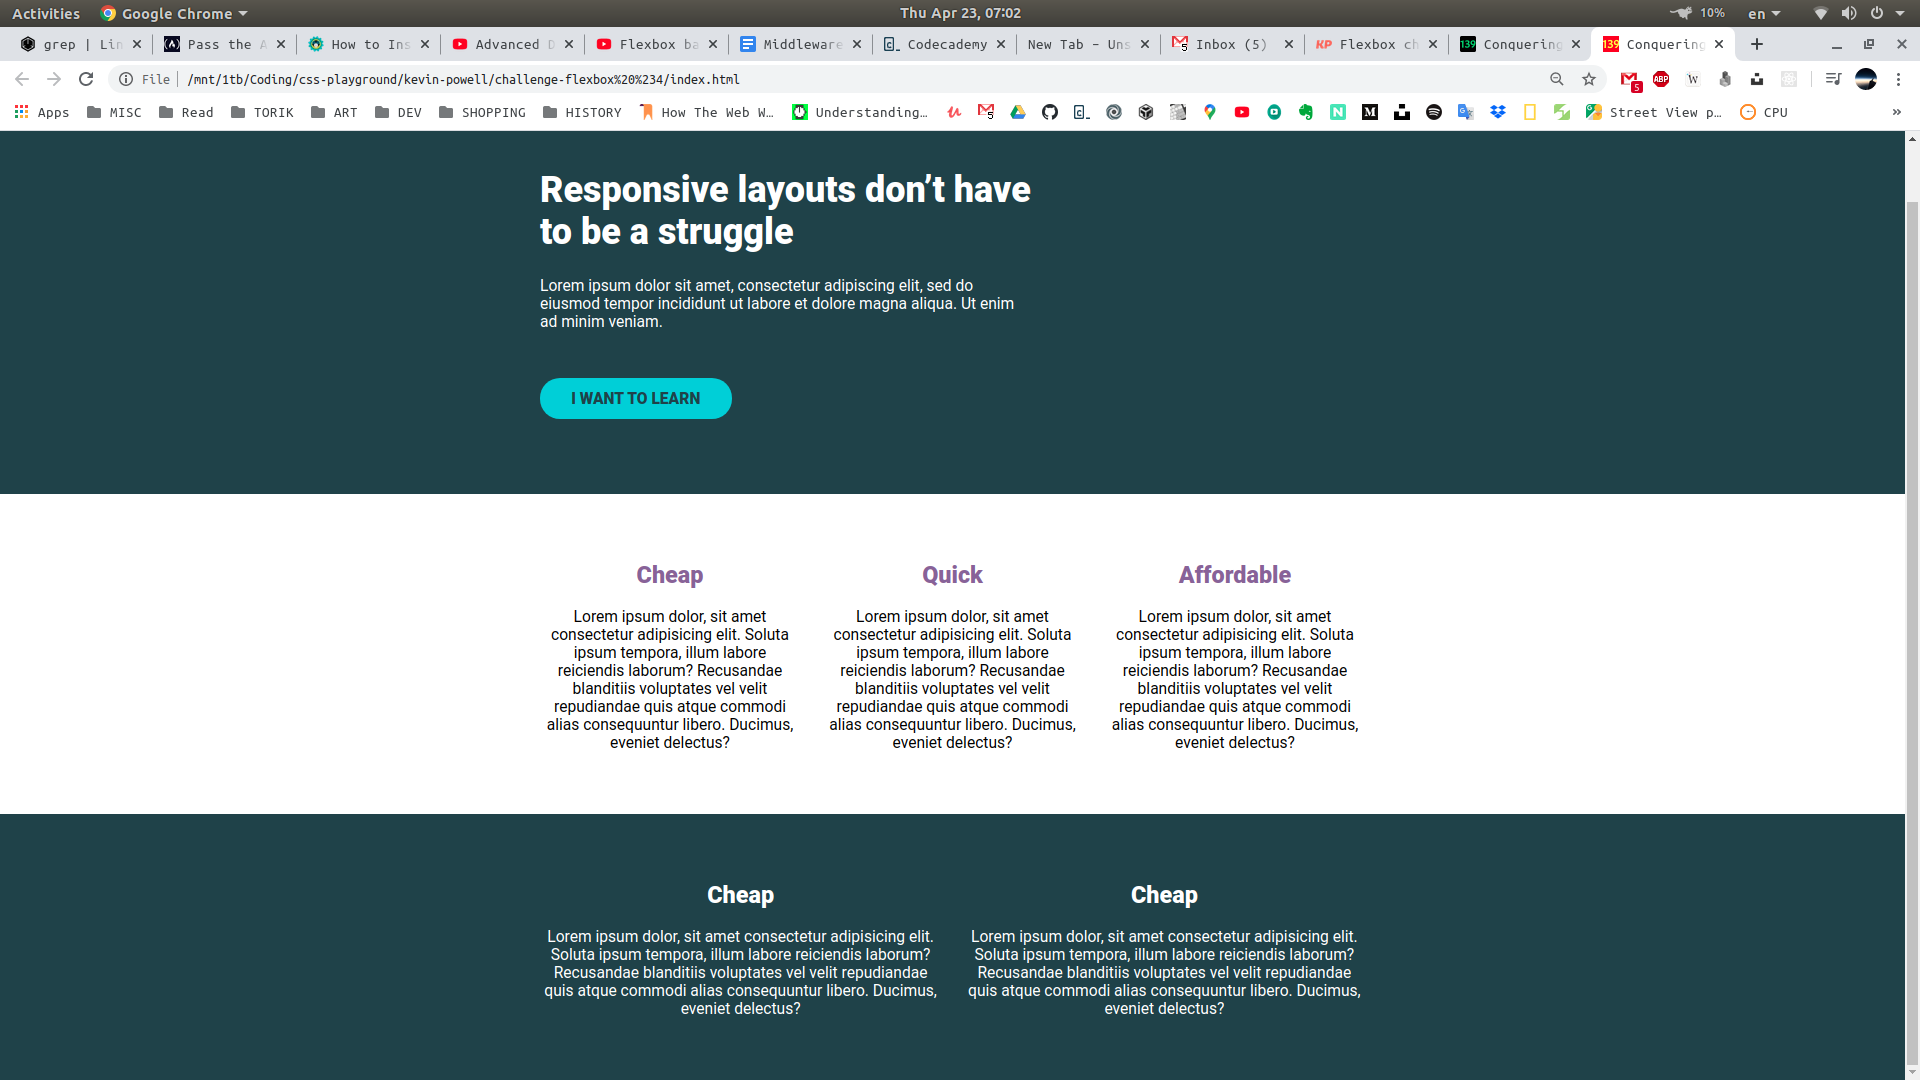 Activities Google Chrome Thu Apr 23, 07:02 10% en
grep | Lin Pass the A How to Ins Advanced D Flexbox ba Middleware Codecademy New Tab – Uns Inbox (5) Flexbox ch Conquering Conquering
File /mnt/1tb/Coding/css-playground/kevin-powell/challenge-flexbox%20%234/index.html
Apps MISC Read TORIK ART DEV SHOPPING HISTORY How The Web W… Understanding… Street View p… CPU »
Responsive layouts don’t have
to be a struggle
Lorem ipsum dolor sit amet, consectetur adipiscing elit, sed do
eiusmod tempor incididunt ut labore et dolore magna aliqua. Ut enim
ad minim veniam.
I WANT TO LEARN
Cheap
Lorem ipsum dolor, sit amet
consectetur adipisicing elit. Soluta
ipsum tempora, illum labore
reiciendis laborum? Recusandae
blanditiis voluptates vel velit
repudiandae quis atque commodi
alias consequuntur libero. Ducimus,
eveniet delectus?
Quick
Lorem ipsum dolor, sit amet
consectetur adipisicing elit. Soluta
ipsum tempora, illum labore
reiciendis laborum? Recusandae
blanditiis voluptates vel velit
repudiandae quis atque commodi
alias consequuntur libero. Ducimus,
eveniet delectus?
Affordable
Lorem ipsum dolor, sit amet
consectetur adipisicing elit. Soluta
ipsum tempora, illum labore
reiciendis laborum? Recusandae
blanditiis voluptates vel velit
repudiandae quis atque commodi
alias consequuntur libero. Ducimus,
eveniet delectus?
Cheap
Lorem ipsum dolor, sit amet consectetur adipisicing elit.
Soluta ipsum tempora, illum labore reiciendis laborum?
Recusandae blanditiis voluptates vel velit repudiandae
quis atque commodi alias consequuntur libero. Ducimus,
eveniet delectus?
Cheap
Lorem ipsum dolor, sit amet consectetur adipisicing elit.
Soluta ipsum tempora, illum labore reiciendis laborum?
Recusandae blanditiis voluptates vel velit repudiandae
quis atque commodi alias consequuntur libero. Ducimus,
eveniet delectus?